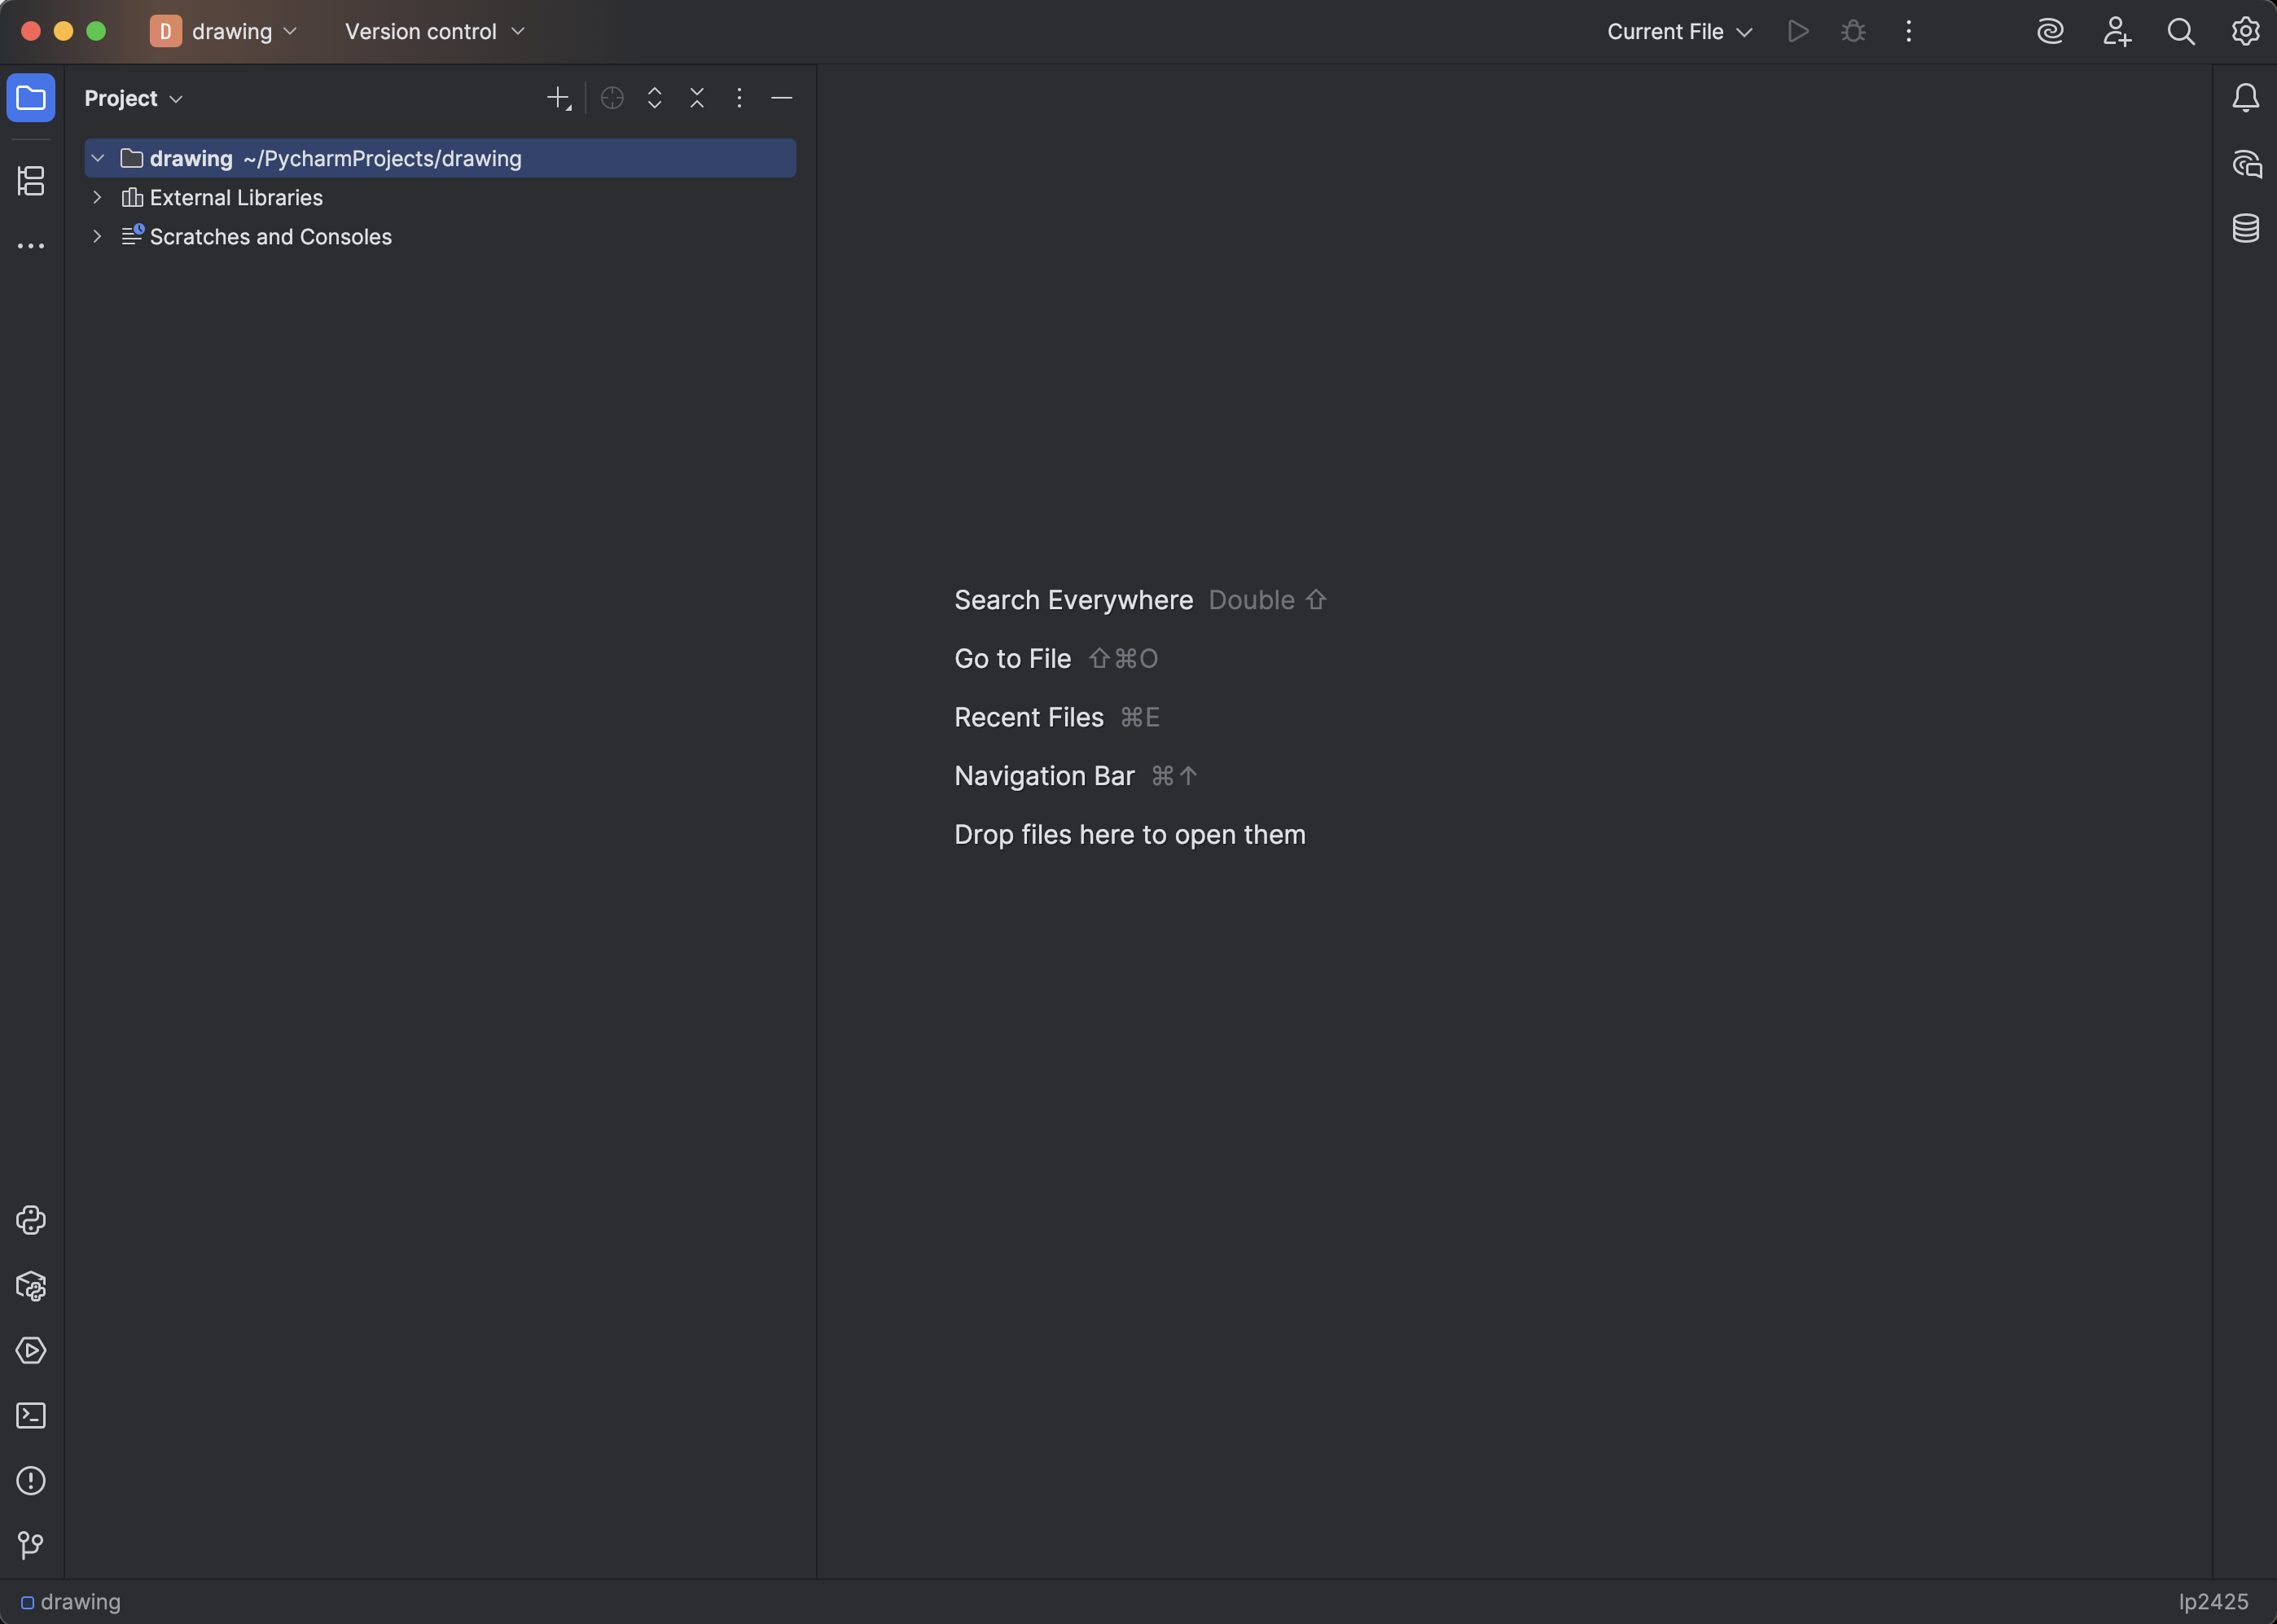 D drawing Version control Current File
Project
drawing ~/PycharmProjects/drawing
External Libraries
Scratches and Consoles
Search Everywhere Double ⇧
Go to File ⇧⌘O
Recent Files ⌘E
Navigation Bar ⌘↑
Drop files here to open them
drawing lp2425